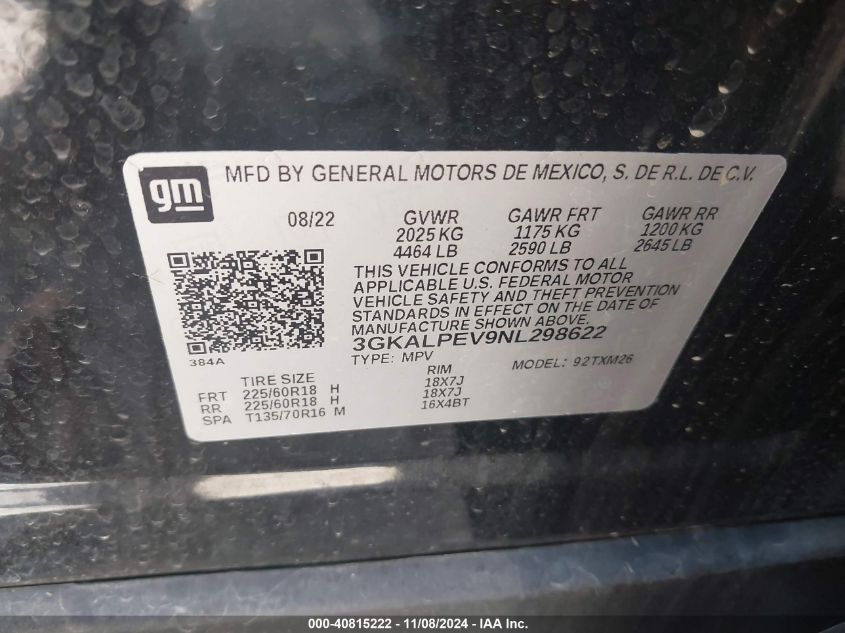 gm MFD BY GENERAL MOTORS DE MEXICO, S. DE R.L. DE C.V.
08/22 GVWR GAWR FRT GAWR RR
2025 KG 1175 KG 1200 KG
4464 LB 2590 LB 2645 LB
THIS VEHICLE CONFORMS TO ALL
APPLICABLE U.S. FEDERAL MOTOR
VEHICLE SAFETY AND THEFT PREVENTION
STANDARDS IN EFFECT ON THE DATE OF
MANUFACTURE SHOWN ABOVE.
3GKALPEV9NL298622
384A TYPE: MPV MODEL: 92TXM26
TIRE SIZE RIM
FRT 225/60R18 H 18X7J
RR 225/60R18 H 18X7J
SPA T135/70R16 M 16X4BT
000-40815222 - 11/08/2024 - IAA Inc.